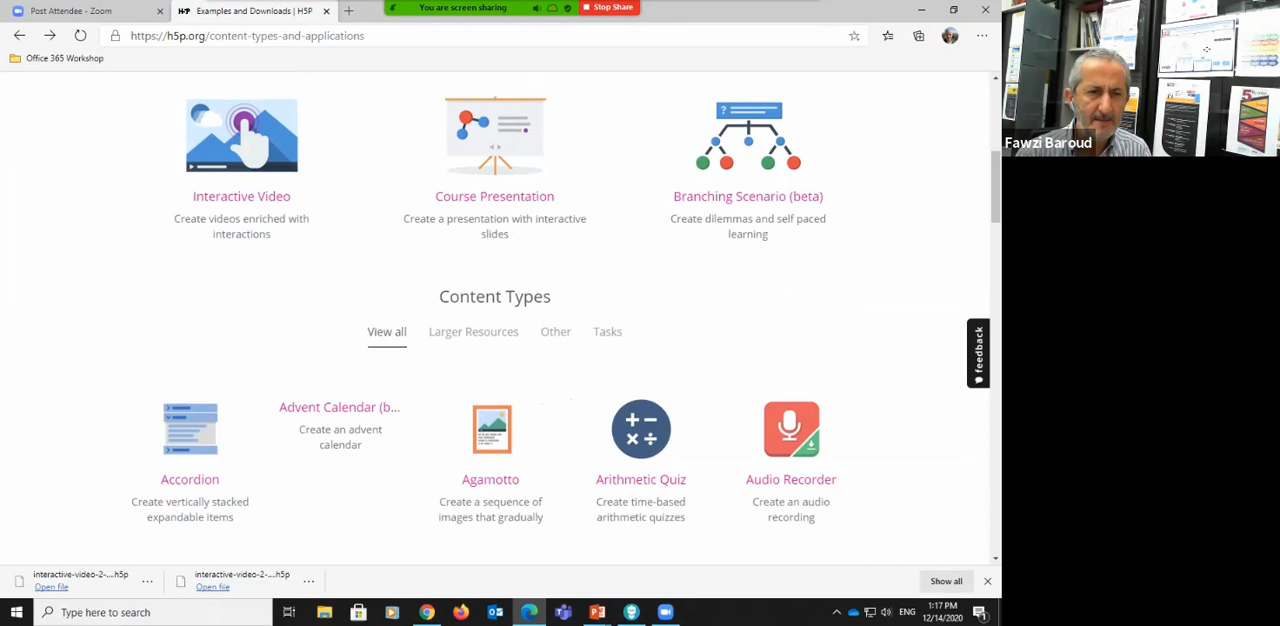 Post Attendee - Zoom
H5P
Examples and Downloads | H5P
You are screen sharing
Stop Share
https://h5p.org/content-types-and-applications
Office 365 Workshop
Fawzi Baroud
Interactive Video
Create videos enriched with
interactions
Course Presentation
Create a presentation with interactive
slides
Branching Scenario (beta)
Create dilemmas and self paced
learning
Content Types
View all
Larger Resources
Other
Tasks
feedback
Accordion
Create vertically stacked
expandable items
Advent Calendar (b...
Create an advent
calendar
Agamotto
Create a sequence of
images that gradually
Arithmetic Quiz
Create time-based
arithmetic quizzes
Audio Recorder
Create an audio
recording
interactive-video-2-....h5p
Open file
interactive-video-2-....h5p
Open file
Show all
Type here to search
ENG
1:17 PM
12/14/2020